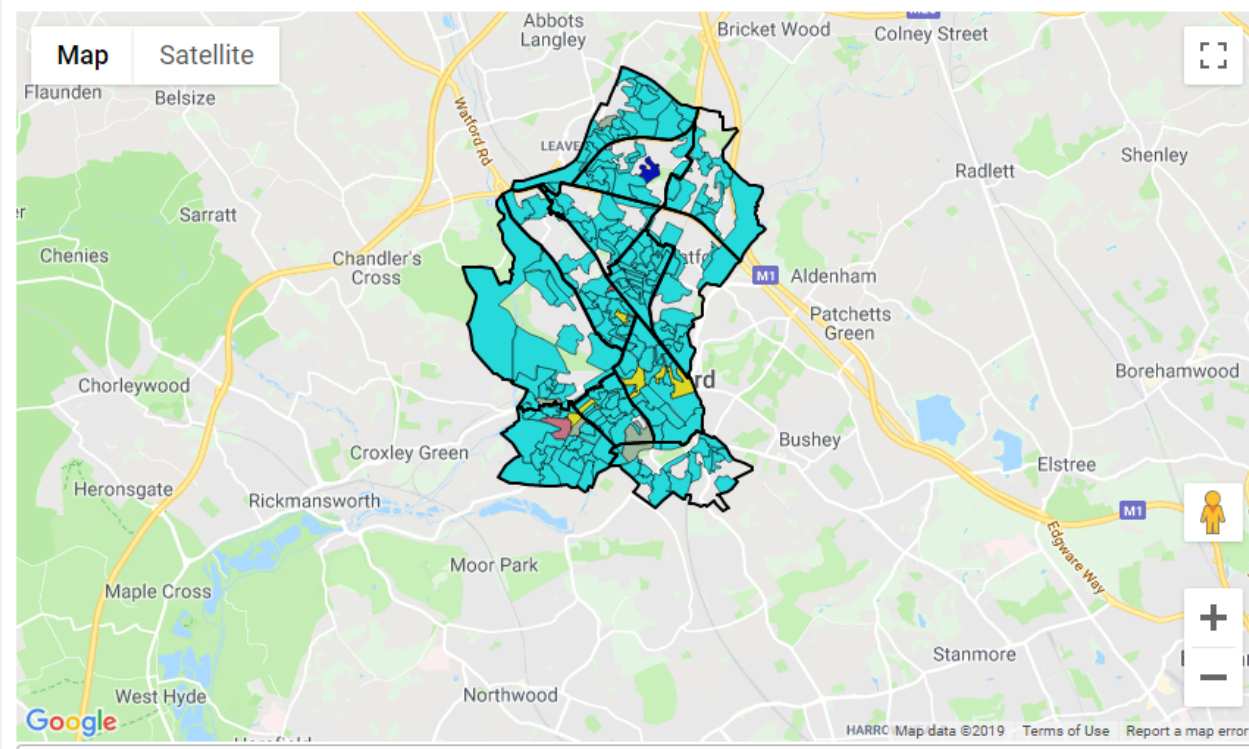 Map
Satellite
Abbots
Langley
Bricket Wood
Colney Street
Flaunden
Belsize
Watford Rd
Shenley
Radlett
Sarratt
Chenies
Chandler's
Cross
M1
Aldenham
Patchetts
Green
Chorleywood
Borehamwood
Croxley Green
Bushey
Elstree
Heronsgate
Rickmansworth
M1
Edgware Way
Moor Park
Maple Cross
Stanmore
West Hyde
Northwood
Google
Map data ©2019
Terms of Use
Report a map error